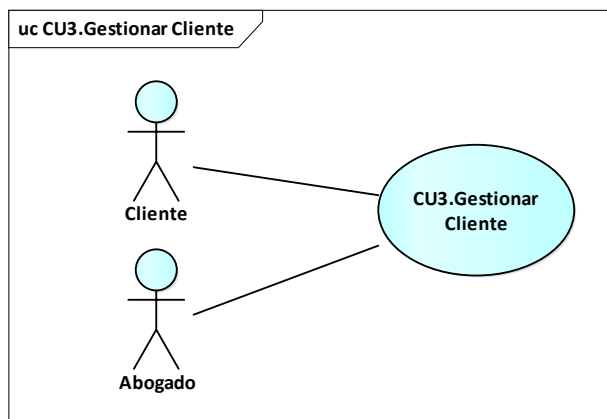 uc CU3.Gestionar Cliente
Cliente
CU3.Gestionar
Cliente
Abogado